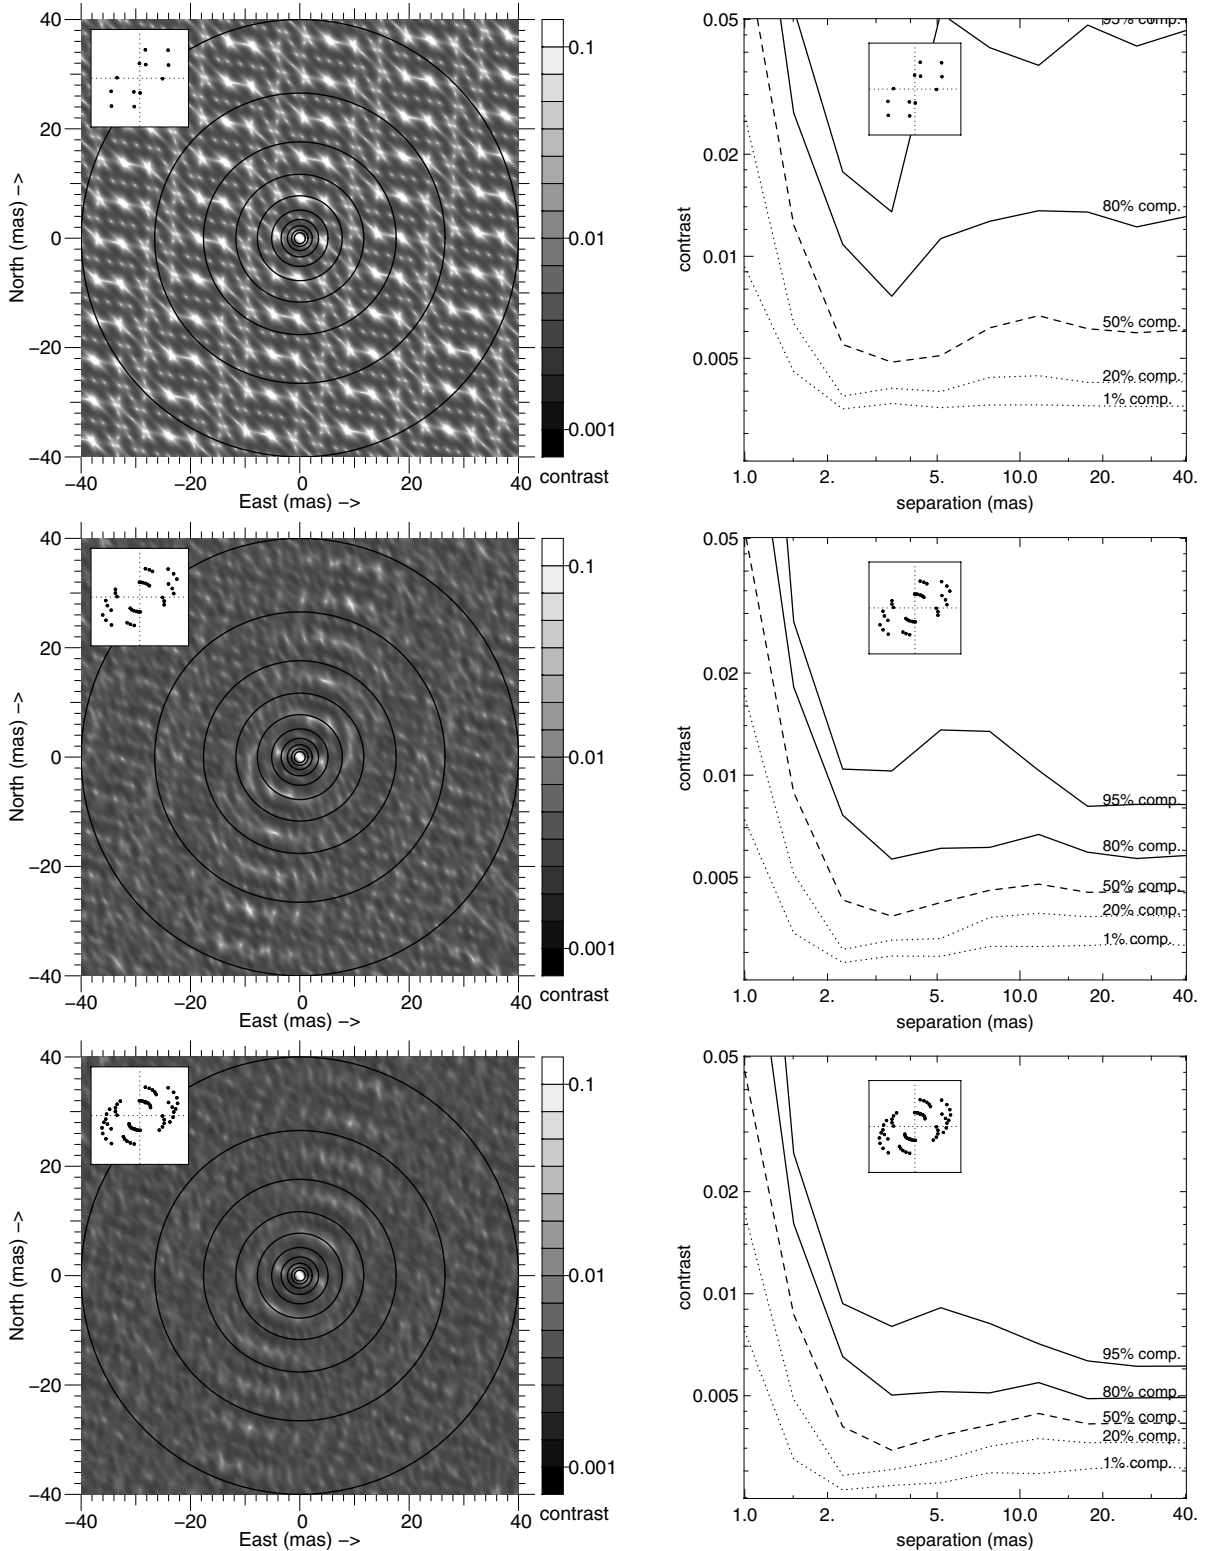 40
20
0
−20
−40
−40
−20
0
20
40
North (mas) −>
East (mas) −>
0.1
0.01
0.001
contrast
0.05
0.02
0.01
0.005
contrast
1.0
2.
5.
10.0
20.
40.
separation (mas)
95% comp.
80% comp.
50% comp.
20% comp.
1% comp.
40
20
0
−20
−40
−40
−20
0
20
40
North (mas) −>
East (mas) −>
0.1
0.01
0.001
contrast
0.05
0.02
0.01
0.005
contrast
1.0
2.
5.
10.0
20.
40.
separation (mas)
95% comp.
80% comp.
50% comp.
20% comp.
1% comp.
40
20
0
−20
−40
−40
−20
0
20
40
North (mas) −>
East (mas) −>
0.1
0.01
0.001
contrast
0.05
0.02
0.01
0.005
contrast
1.0
2.
5.
10.0
20.
40.
separation (mas)
95% comp.
80% comp.
50% comp.
20% comp.
1% comp.